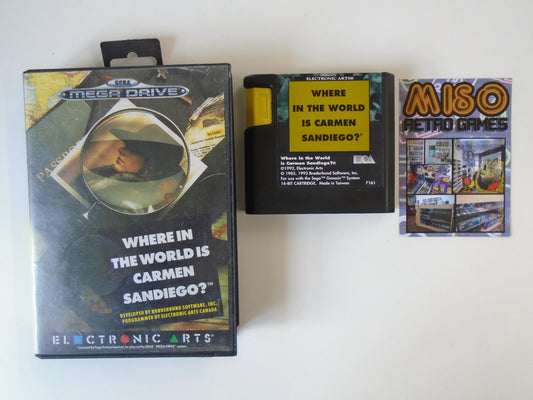 SEGA
MEGA DRIVE
PASSPORT
WHERE IN
THE WORLD IS
CARMEN
SANDIEGO?™
DEVELOPED BY BRØDERBUND SOFTWARE, INC.
PROGRAMMED BY ELECTRONIC ARTS CANADA
ELECTRONIC ARTS®
ELECTRONIC ARTS®
WHERE
IN THE WORLD
IS CARMEN
SANDIEGO?®
Where In the World
is Carmen Sandiego?®
©1992, Electronic Arts
© 1985, 1992 Brøderbund Software, Inc.
For use with the Sega™ Genesis™ System
16-BIT CARTRIDGE. Made in Taiwan 7161
EA
MISO
RETRO GAMES